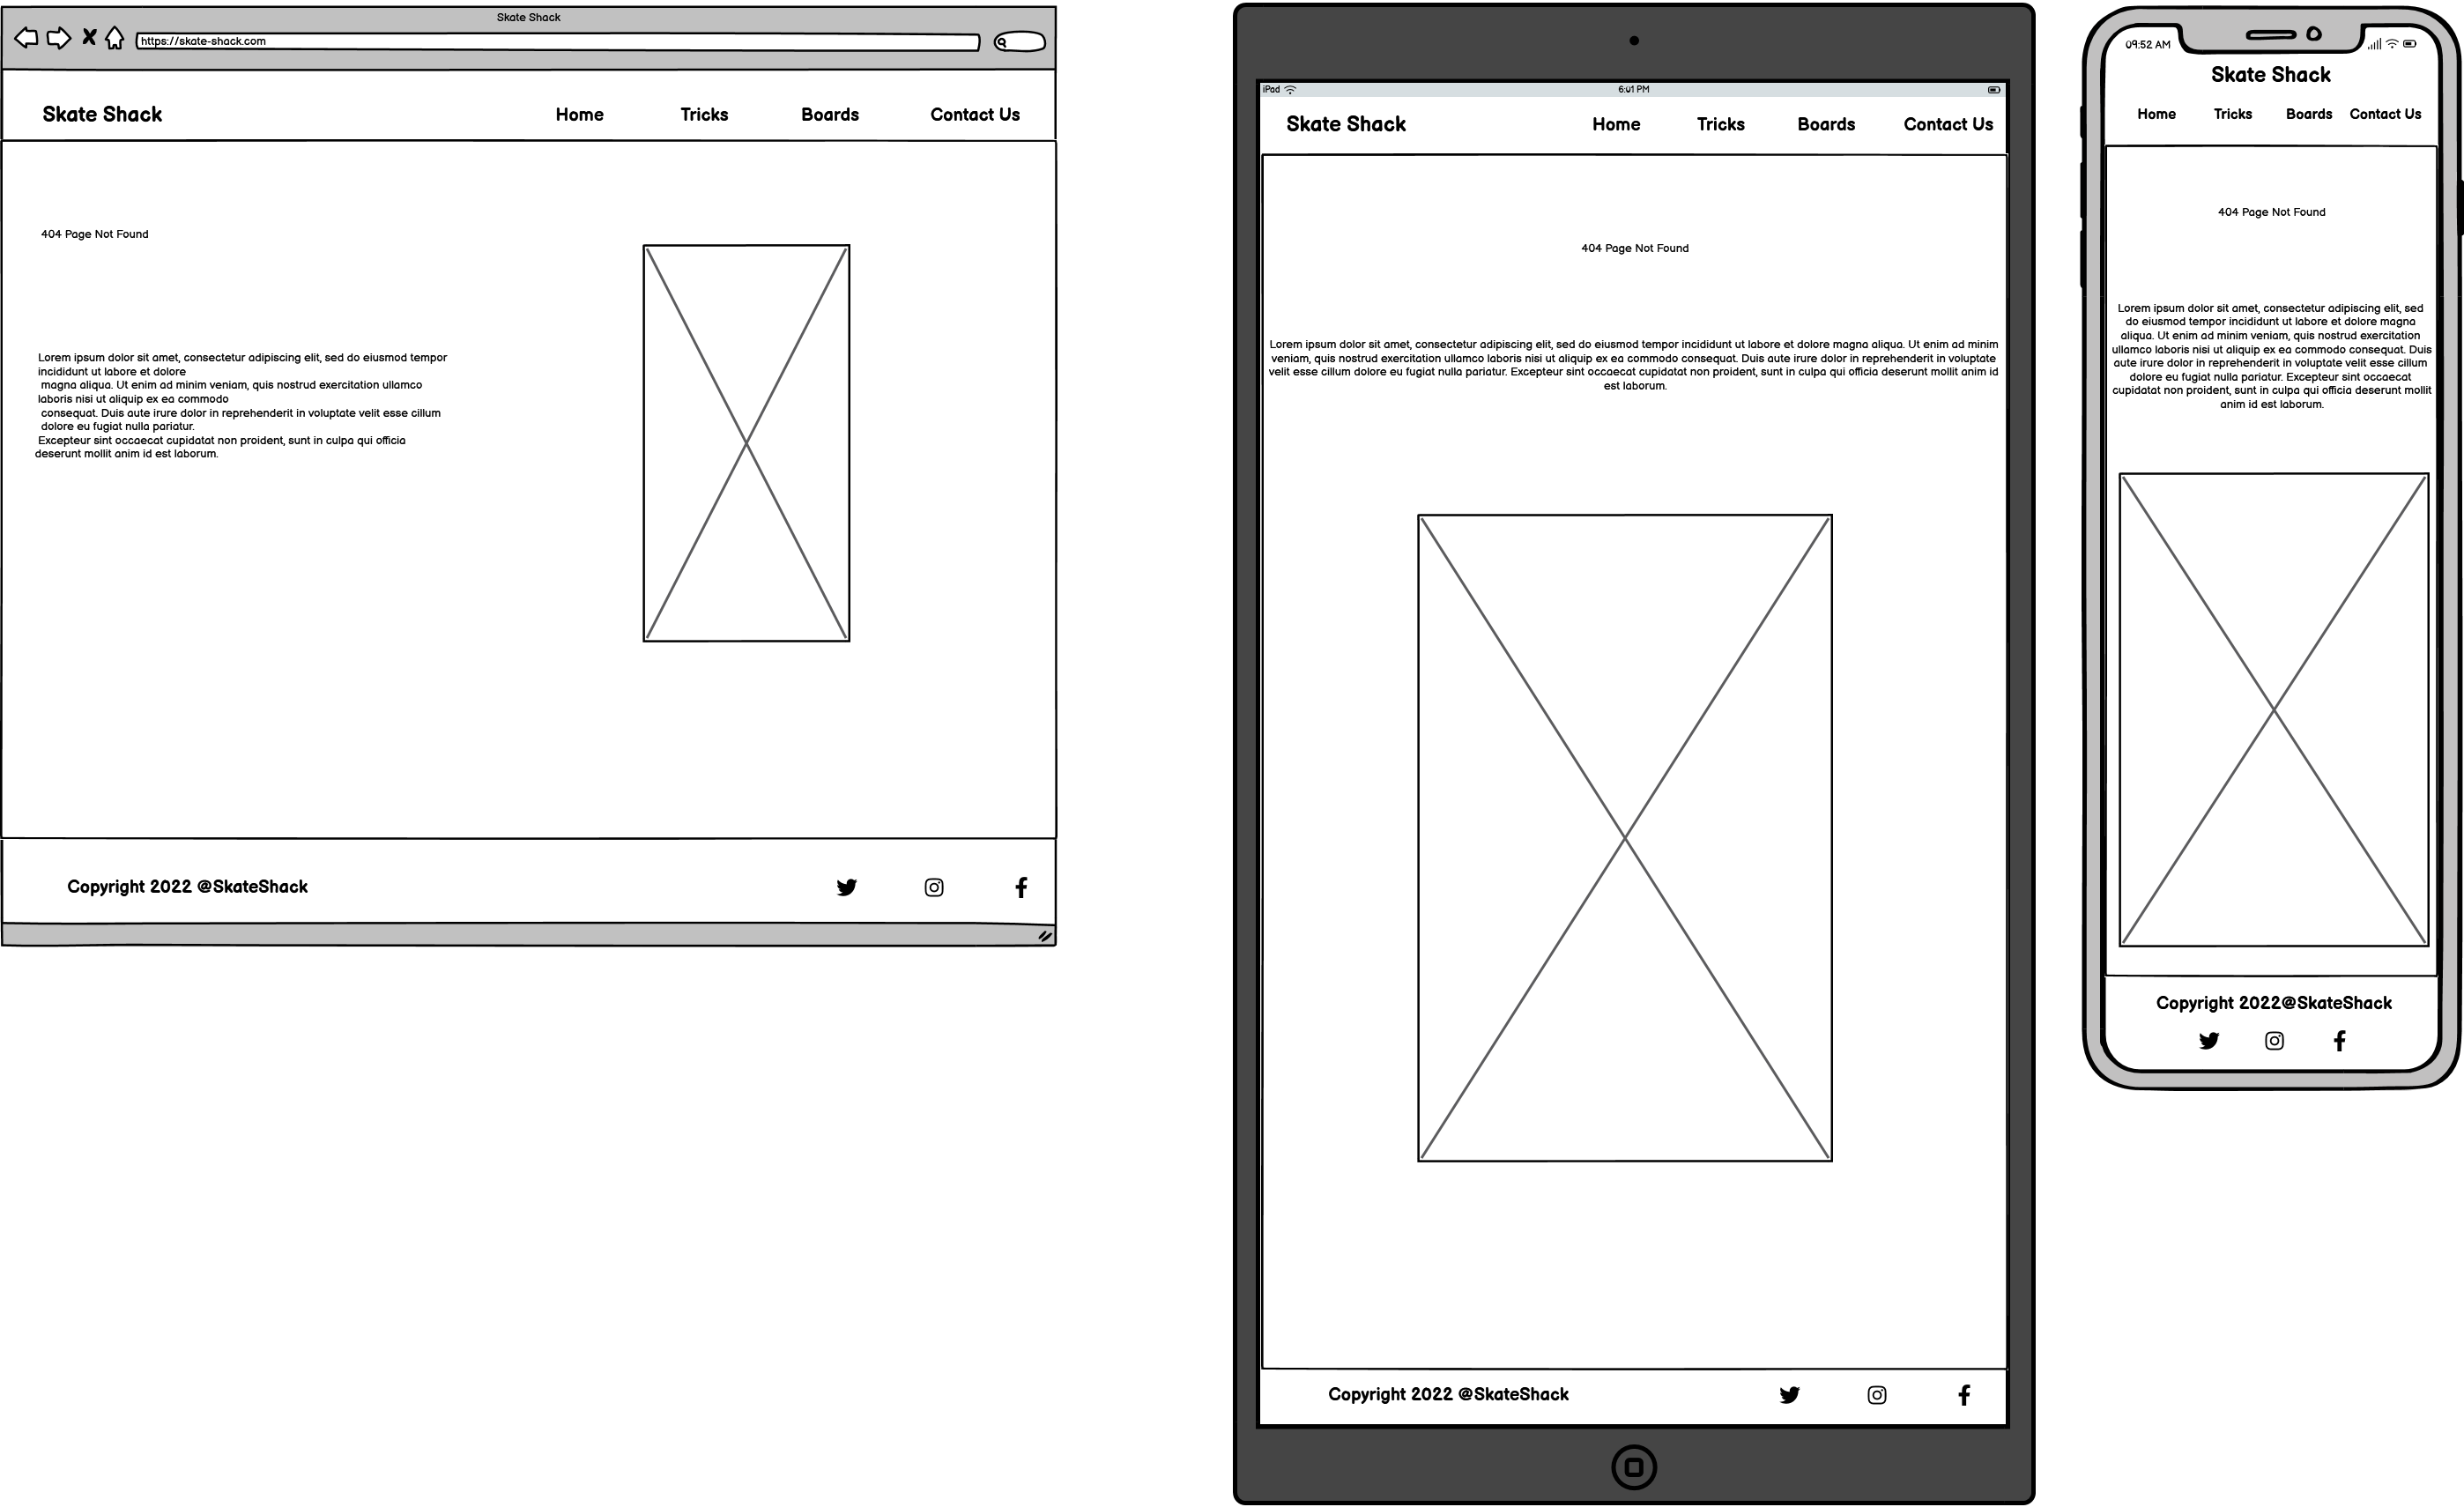 Skate Shack
https://skate-shack.com
Skate Shack Home Tricks Boards Contact Us
404 Page Not Found
Lorem ipsum dolor sit amet, consectetur adipiscing elit, sed do eiusmod tempor
incididunt ut labore et dolore
magna aliqua. Ut enim ad minim veniam, quis nostrud exercitation ullamco
laboris nisi ut aliquip ex ea commodo
consequat. Duis aute irure dolor in reprehenderit in voluptate velit esse cillum
dolore eu fugiat nulla pariatur.
Excepteur sint occaecat cupidatat non proident, sunt in culpa qui officia
deserunt mollit anim id est laborum.
Copyright 2022 @SkateShack
iPad 6:01 PM
Skate Shack Home Tricks Boards Contact Us
404 Page Not Found
Lorem ipsum dolor sit amet, consectetur adipiscing elit, sed do eiusmod tempor incididunt ut labore et dolore magna aliqua. Ut enim ad minim
veniam, quis nostrud exercitation ullamco laboris nisi ut aliquip ex ea commodo consequat. Duis aute irure dolor in reprehenderit in voluptate
velit esse cillum dolore eu fugiat nulla pariatur. Excepteur sint occaecat cupidatat non proident, sunt in culpa qui officia deserunt mollit anim id
est laborum.
Copyright 2022 @SkateShack
09:52 AM
Skate Shack
Home Tricks Boards Contact Us
404 Page Not Found
Lorem ipsum dolor sit amet, consectetur adipiscing elit, sed
do eiusmod tempor incididunt ut labore et dolore magna
aliqua. Ut enim ad minim veniam, quis nostrud exercitation
ullamco laboris nisi ut aliquip ex ea commodo consequat. Duis
aute irure dolor in reprehenderit in voluptate velit esse cillum
dolore eu fugiat nulla pariatur. Excepteur sint occaecat
cupidatat non proident, sunt in culpa qui officia deserunt mollit
anim id est laborum.
Copyright 2022@SkateShack